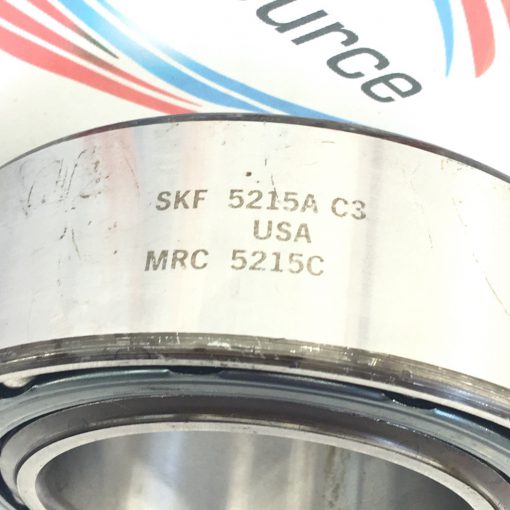 urce
SKF 5215A C3
USA
MRC 5215C